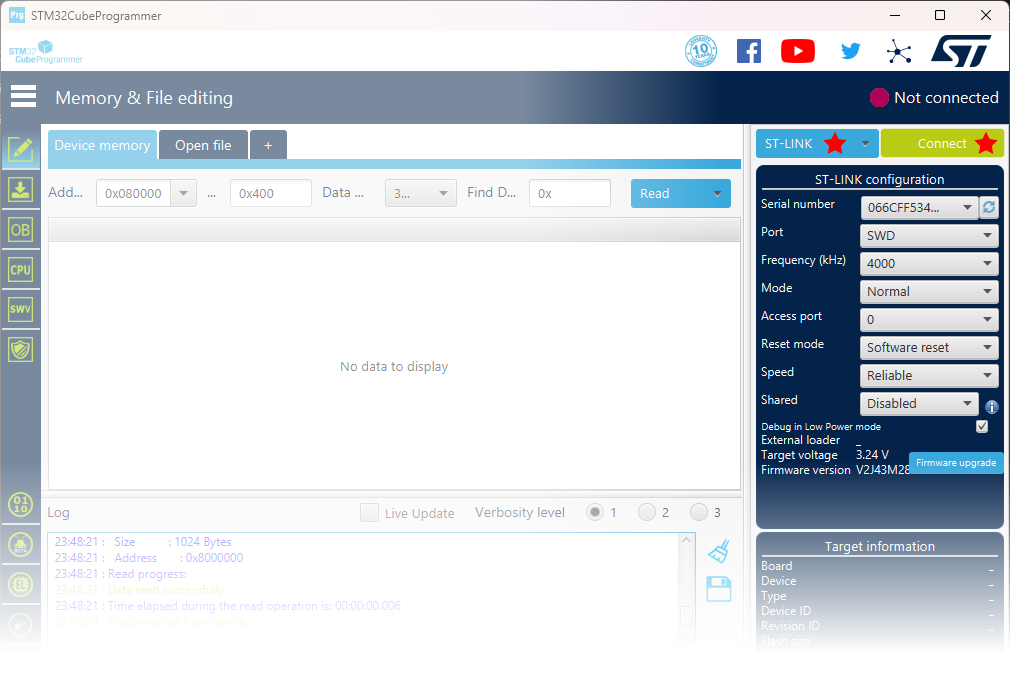 Prg STM32CubeProgrammer
STM32
CubeProgrammer
10
Memory & File editing
Not connected
Device memory
Open file
+
ST-LINK
Connect
Add...
0x080000
...
0x400
Data ...
3...
Find D...
0x
Read
ST-LINK configuration
Serial number
066CFF534...
Port
SWD
Frequency (kHz)
4000
Mode
Normal
Access port
0
Reset mode
Software reset
Speed
Reliable
Shared
Disabled
Debug in Low Power mode
External loader _
Target voltage 3.24 V
Firmware version V2J43M28
Firmware upgrade
OB
CPU
SWV
No data to display
01
10
BETA
EL
Log
Live Update
Verbosity level
1
2
3
23:48:21 : Size : 1024 Bytes
23:48:21 : Address : 0x8000000
23:48:21 : Read progress:
23:48:21 : Data read successfully
23:48:21 : Time elapsed during the read operation is: 00:00:00.006
23:48:24 : Disconnected from device.
Target information
Board _
Device _
Type _
Device ID _
Revision ID _
Flash size _